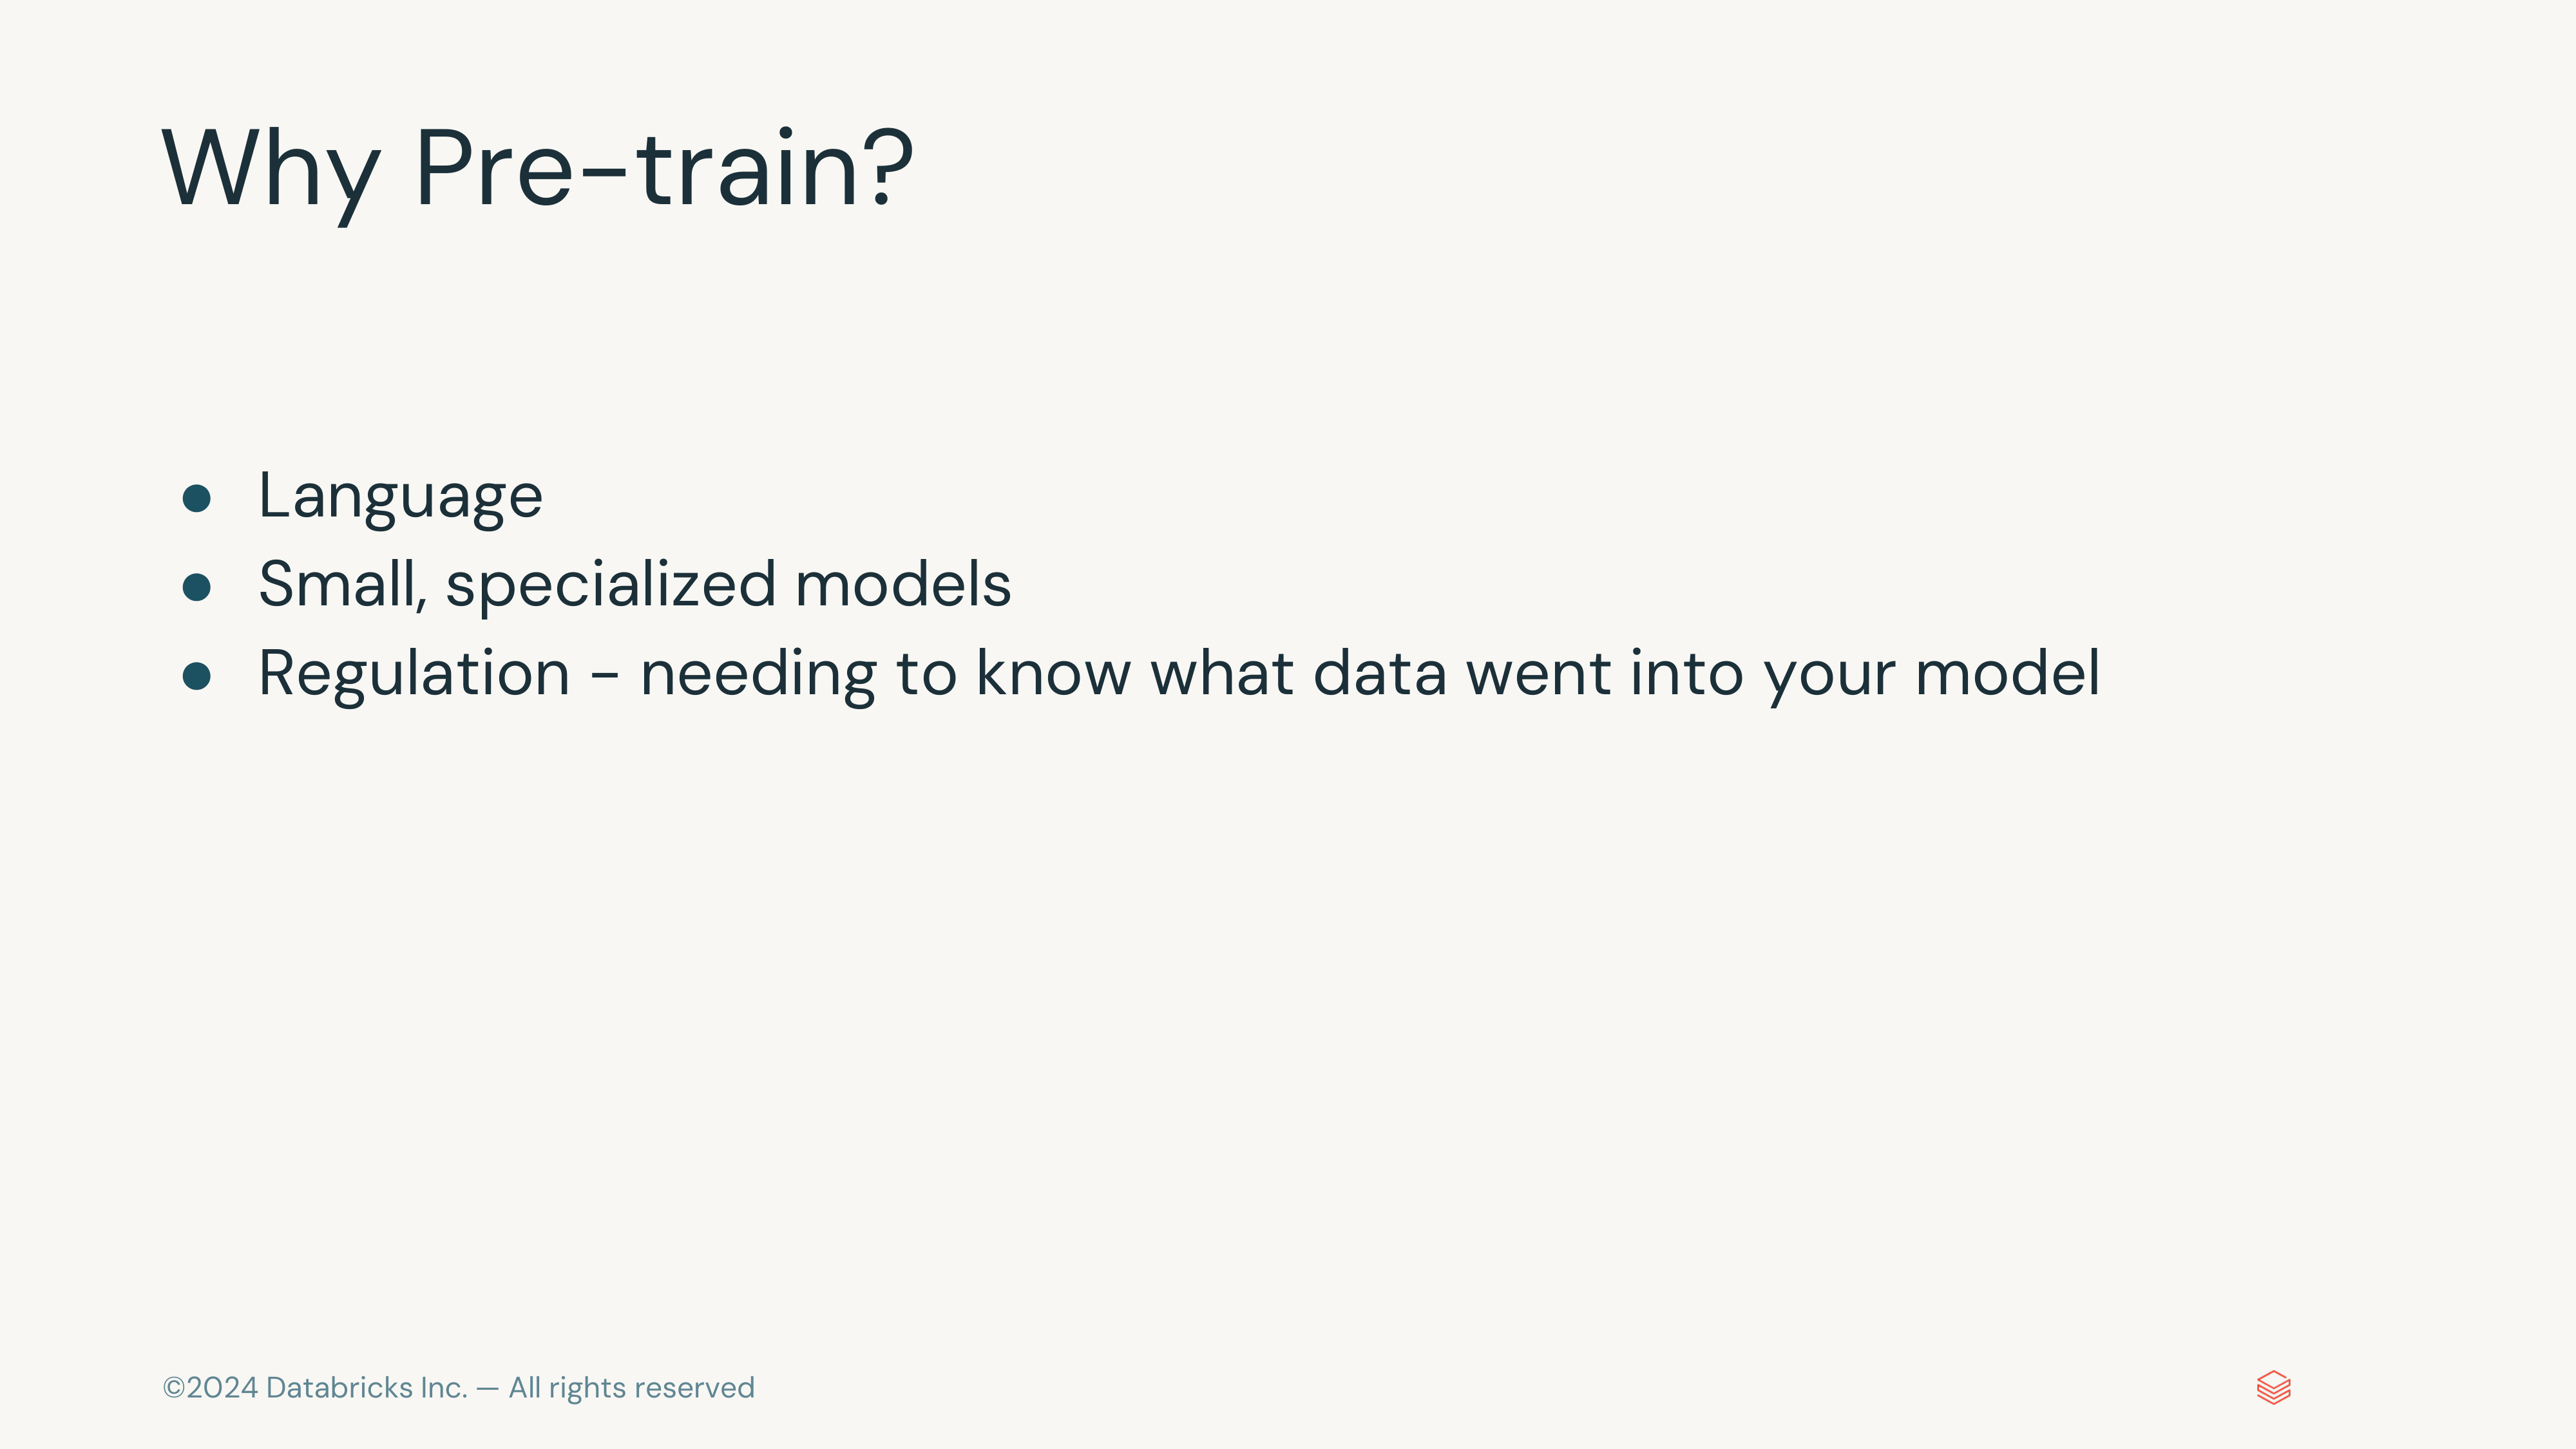 Why Pre-train?
● Language
● Small, specialized models
● Regulation - needing to know what data went into your model
©2024 Databricks Inc. — All rights reserved